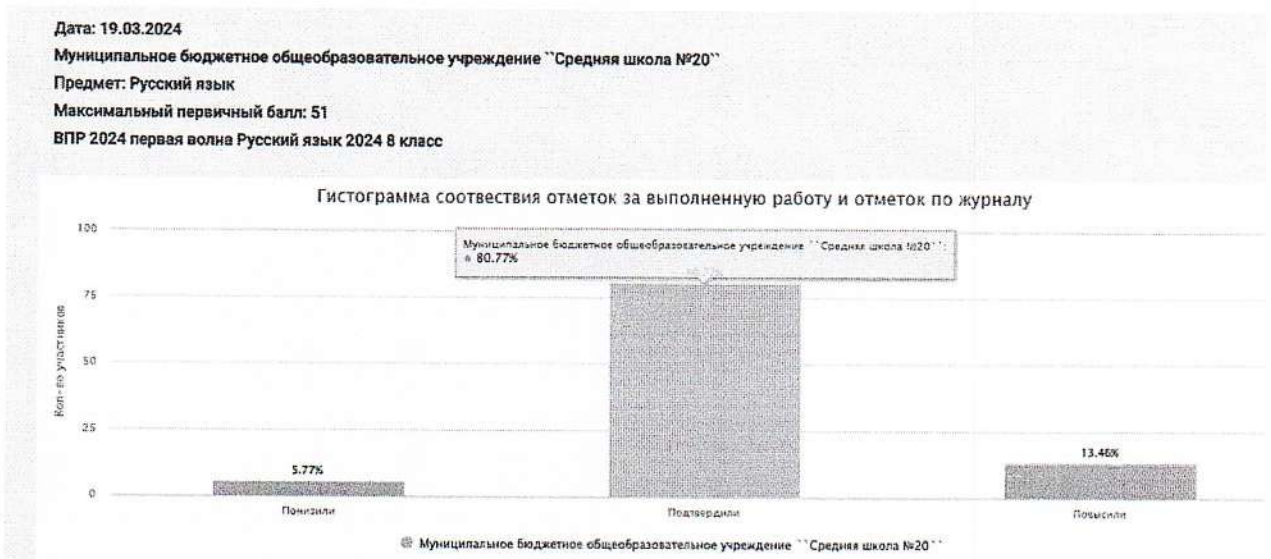 Дата: 19.03.2024
Муниципальное бюджетное общеобразовательное учреждение ``Средняя школа №20``
Предмет: Русский язык
Максимальный первичный балл: 51
ВПР 2024 первая волна Русский язык 2024 8 класс
Гистограмма соотвествия отметок за выполненную работу и отметок по журналу
100
Муниципальное бюджетное общеобразовательное учреждение ``Средняя школа №20``:
80.77%
75
Кол-во участников
50
25
5.77%
13.46%
0
Понизили
Подтвердили
Повысили
Муниципальное бюджетное общеобразовательное учреждение ``Средняя школа №20``